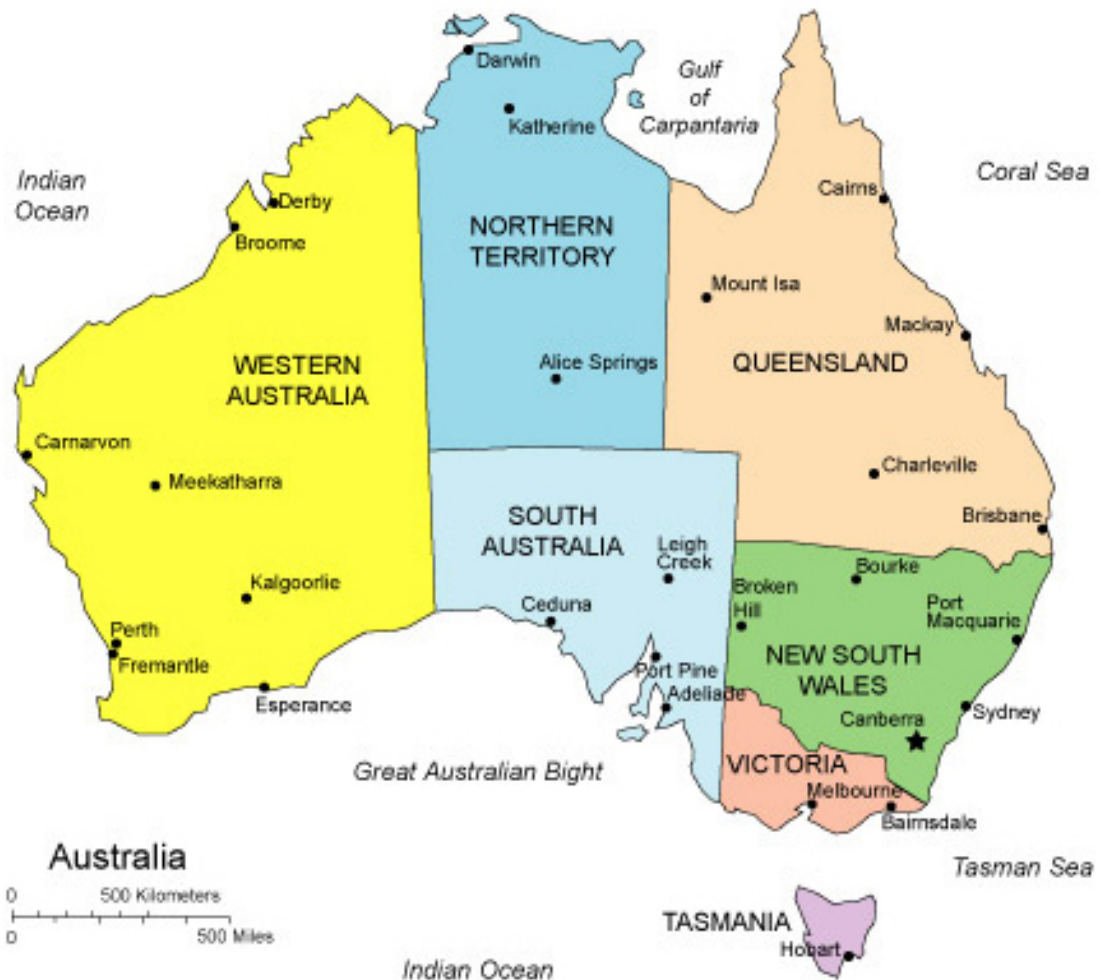 Darwin
Katherine
Gulf
of
Carpantaria
Indian
Ocean
Coral Sea
Derby
Broome
Cairns
NORTHERN
TERRITORY
Mount Isa
Mackay
WESTERN
AUSTRALIA
Alice Springs
QUEENSLAND
Carnarvon
Meekatharra
Charleville
SOUTH
AUSTRALIA
Brisbane
Leigh
Creek
Bourke
Kalgoorlie
Ceduna
Broken
Hill
Port
Macquarie
Perth
Fremantle
Port Pine
NEW SOUTH
WALES
Adeliade
Esperance
Canberra
Sydney
Great Australian Bight
VICTORIA
Melbourne
Bairnsdale
Australia
0 500 Kilometers
0 500 Miles
Tasman Sea
TASMANIA
Hobart
Indian Ocean